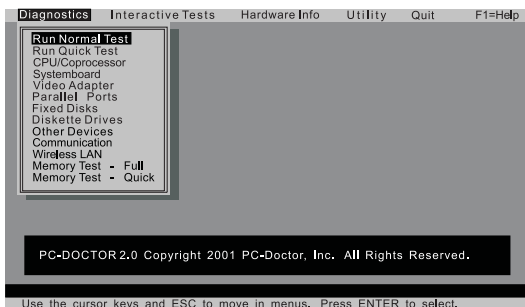 Diagnostics Interactive Tests Hardware Info Utility Quit F1=Help
Run Normal Test
Run Quick Test
CPU/Coprocessor
Systemboard
Video Adapter
Parallel Ports
Fixed Disks
Diskette Drives
Other Devices
Communication
Wireless LAN
Memory Test - Full
Memory Test - Quick
PC-DOCTOR 2.0 Copyright 2001 PC-Doctor, Inc. All Rights Reserved.
Use the cursor keys and ESC to move in menus. Press ENTER to select.